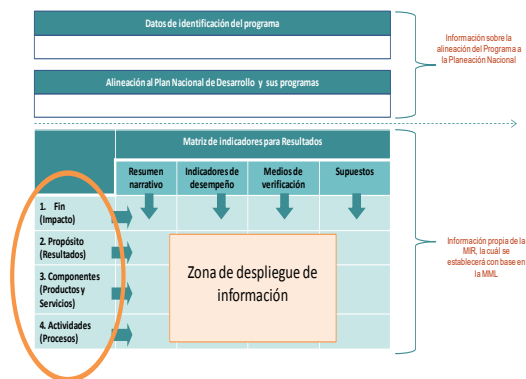 Datos de identificación del programa
Información sobre la
alineación del Programa a
la Planeación Nacional
Alineación al Plan Nacional de Desarrollo y sus programas
Matriz de indicadores para Resultados
Resumen
narrativo
Indicadores de
desempeño
Medios de
verificación
Supuestos
1. Fin
(Impacto)
2. Propósito
(Resultados)
3. Componentes
(Productos y
Servicios)
4. Actividades
(Procesos)
Zona de despliegue de
información
Información propia de la
MIR, la cuál se
establecerá con base en
la MML